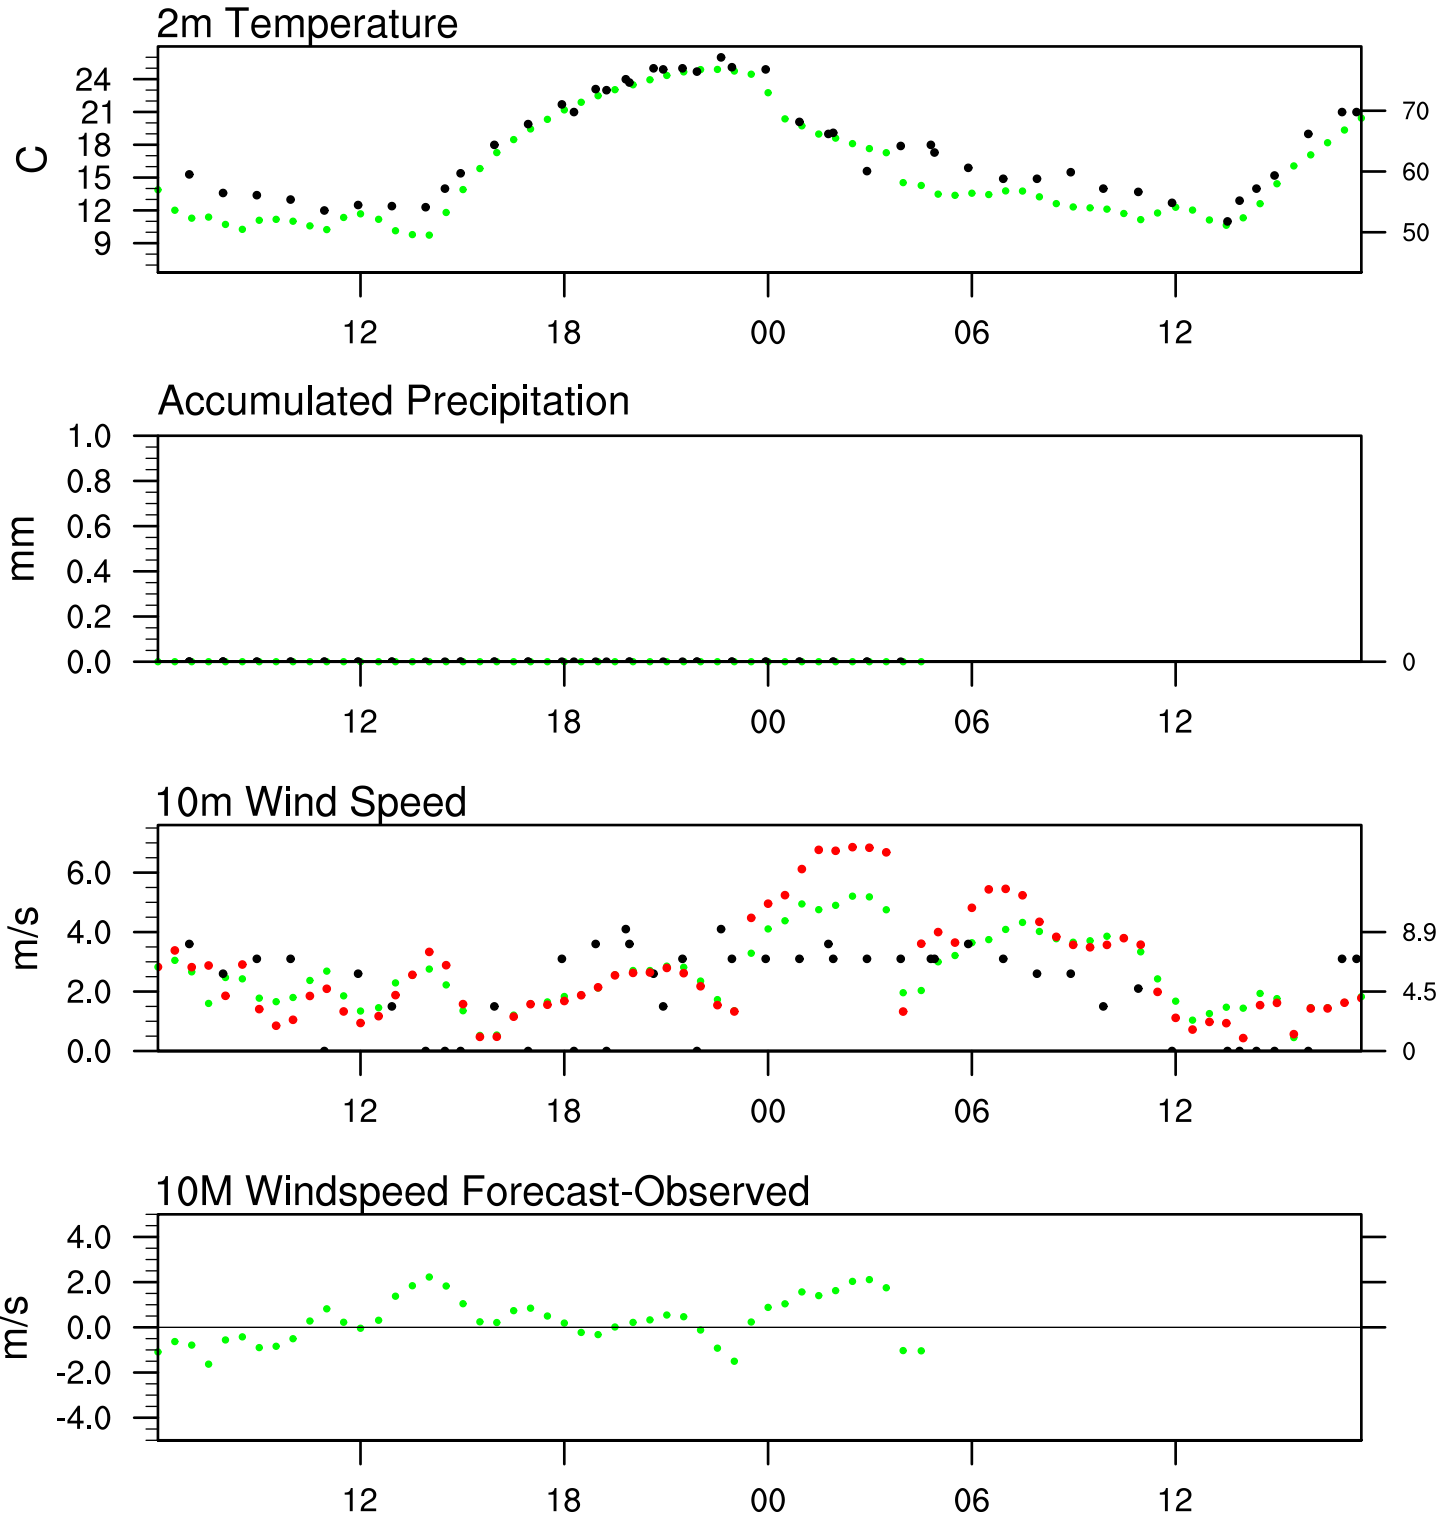 2m Temperature
24
21
18
15
12
9
C
70
60
50
12 18 00 06 12
Accumulated Precipitation
1.0
0.8
0.6
0.4
0.2
0.0
mm
0
12 18 00 06 12
10m Wind Speed
6.0
4.0
2.0
0.0
m/s
8.9
4.5
0
12 18 00 06 12
10M Windspeed Forecast-Observed
4.0
2.0
0.0
-2.0
-4.0
m/s
12 18 00 06 12